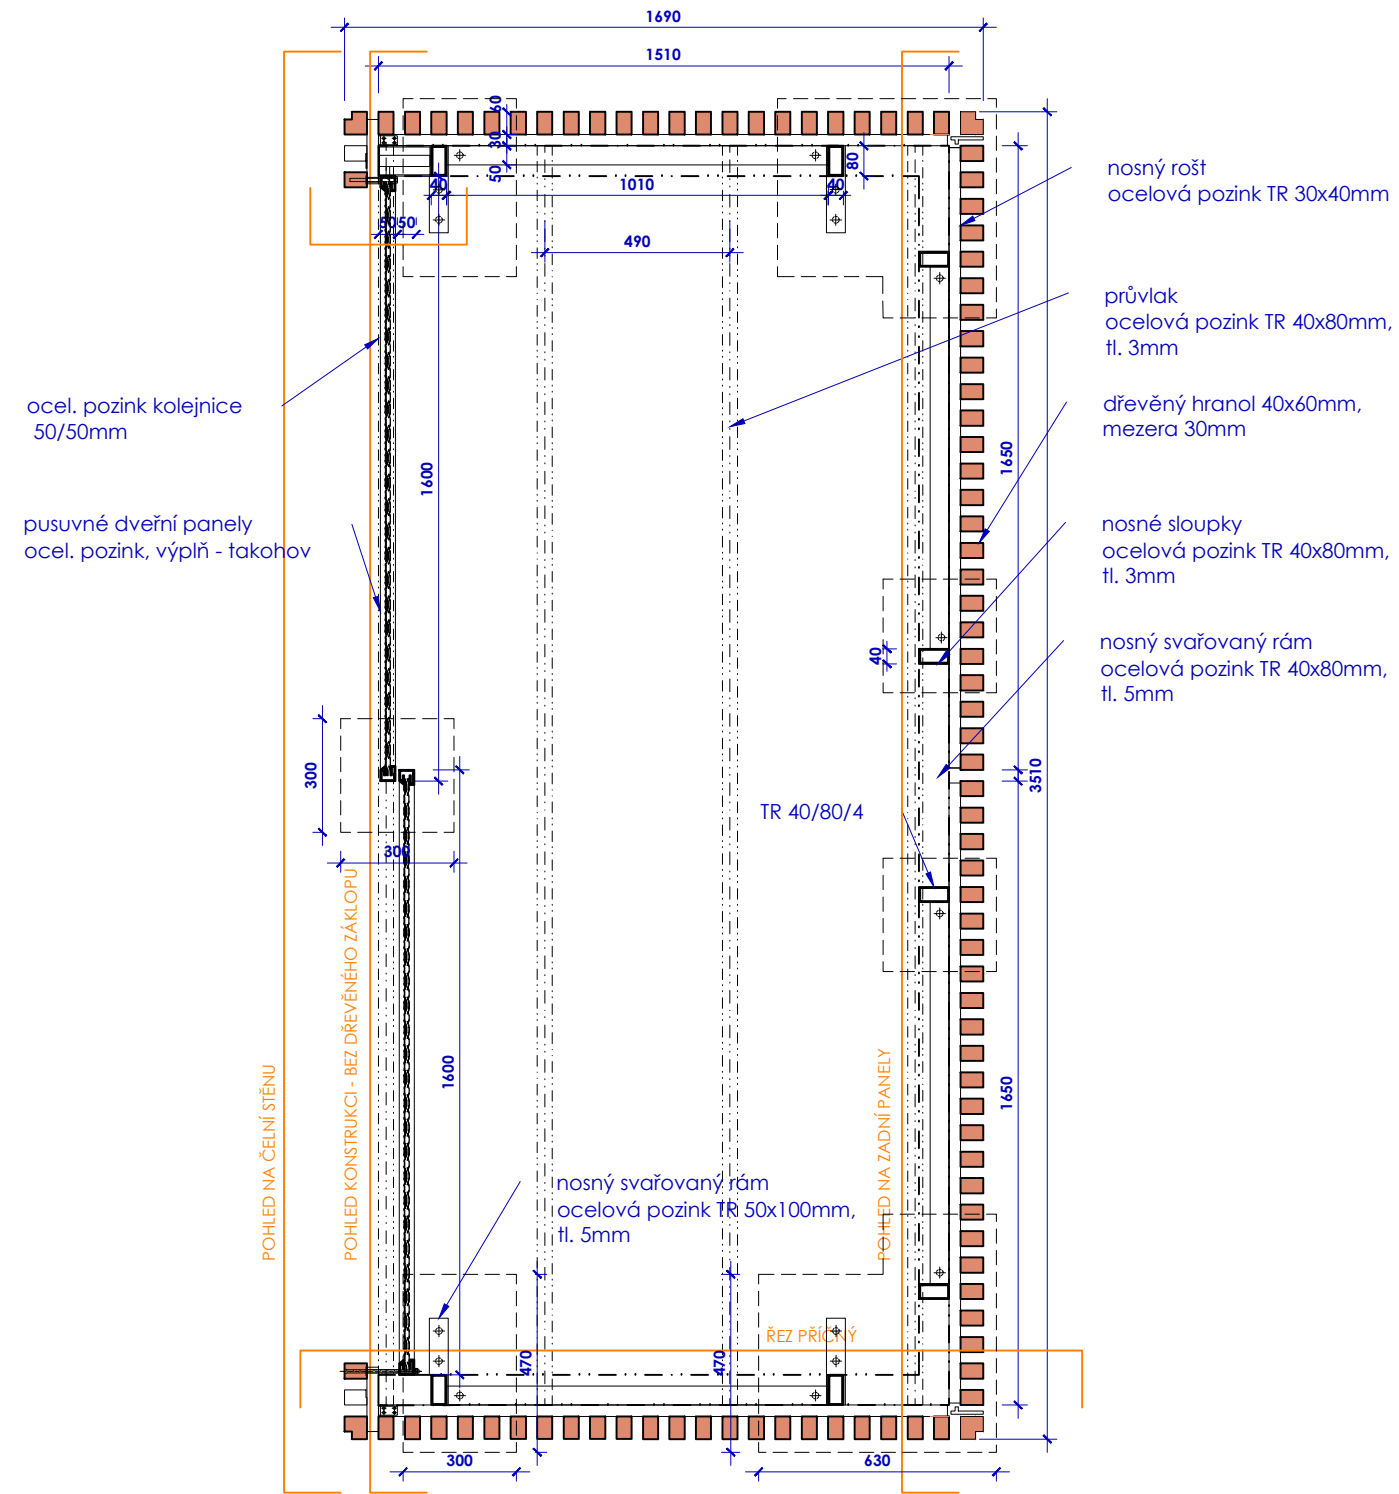 1690
1510
60
30
50
80
40
1010
40
5050
490
nosný rošt
ocelová pozink TR 30x40mm
průvlak
ocelová pozink TR 40x80mm,
tl. 3mm
ocel. pozink kolejnice
50/50mm
dřevěný hranol 40x60mm,
mezera 30mm
1650
1600
pusuvné dveřní panely
ocel. pozink, výplň - takohov
nosné sloupky
ocelová pozink TR 40x80mm,
tl. 3mm
40
nosný svařovaný rám
ocelová pozink TR 40x80mm,
tl. 5mm
300
3510
TR 40/80/4
300
POHLED NA ČELNÍ STĚNU
POHLED KONSTRUKCI - BEZ DŘEVĚNÉHO ZÁKLOPU
POHLED NA ZADNÍ PANELY
1600
1650
nosný svařovaný rám
ocelová pozink TR 50x100mm,
tl. 5mm
ŘEZ PŘÍČNÝ
470
470
300
630